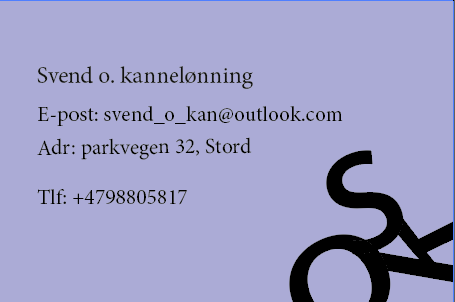 Svend o. kannelønning
E-post: svend_o_kan@outlook.com
Adr: parkvegen 32, Stord
Tlf: +4798805817